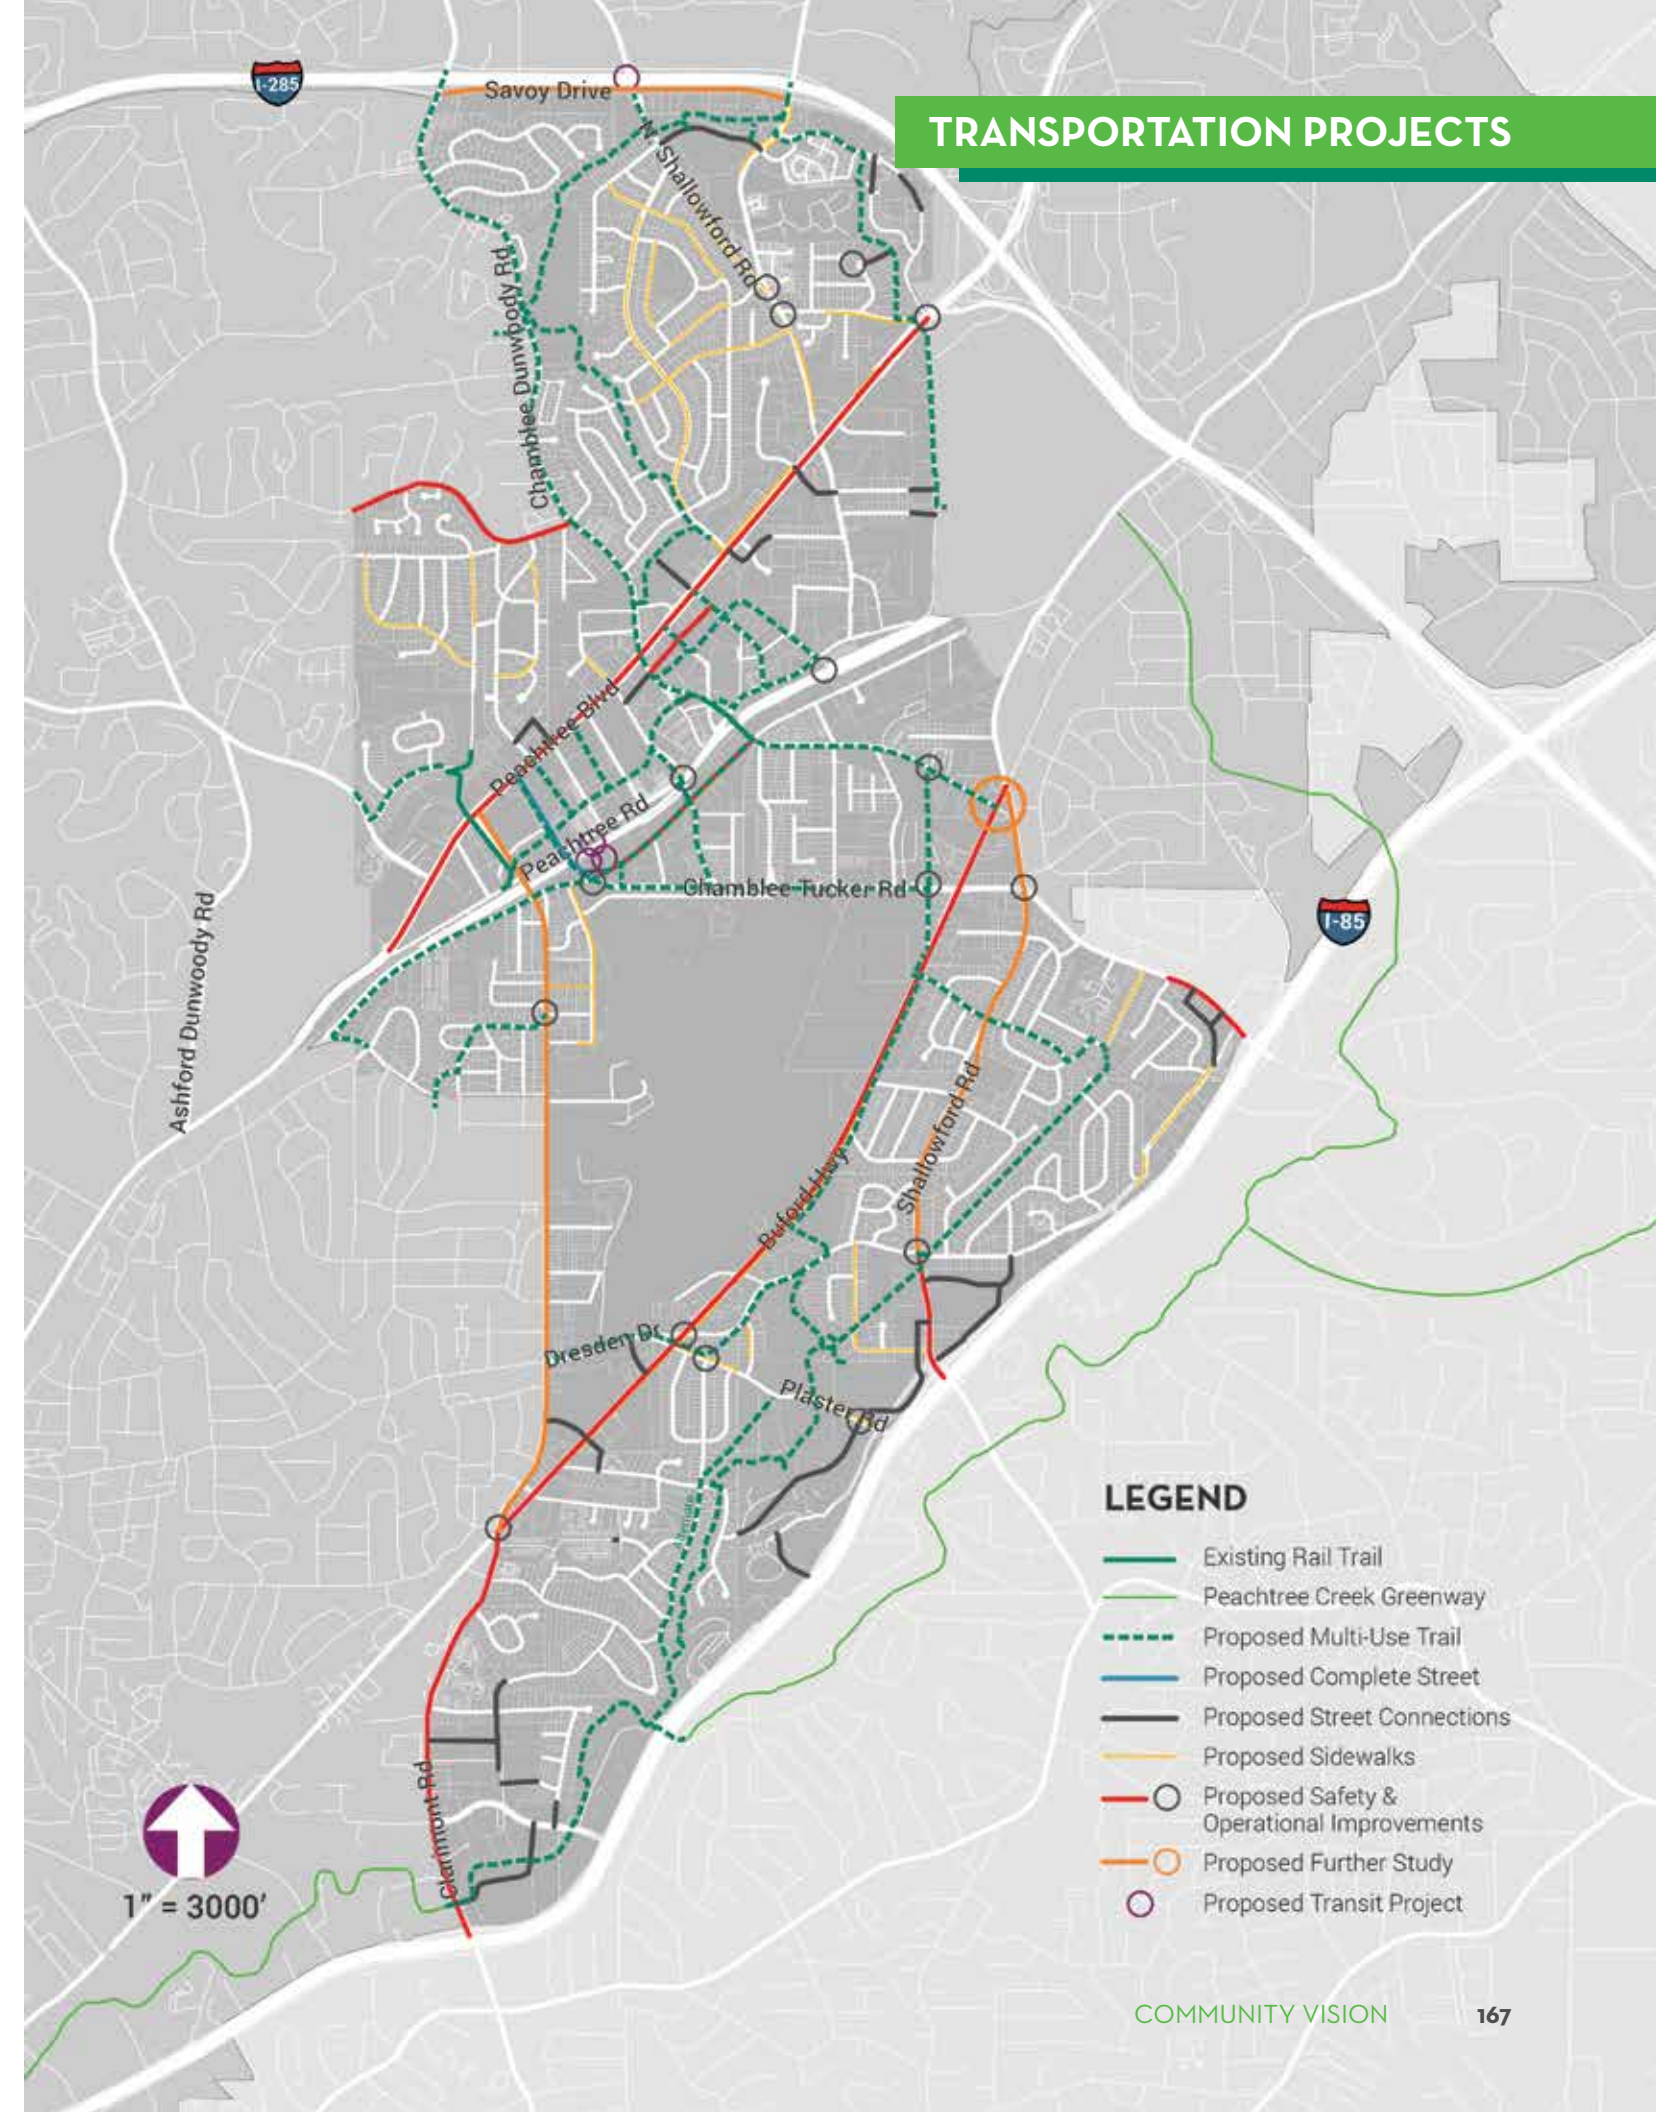 I-285
Savoy Drive
TRANSPORTATION PROJECTS
N Shallowford Rd
Chamblee Dunwoody Rd
Peachtree Blvd
Peachtree Rd
Chamblee-Tucker Rd
I-85
Ashford Dunwoody Rd
Shallowford Rd
Buford Hwy
Dresden Dr
Plaster Rd
LEGEND
Existing Rail Trail
Peachtree Creek Greenway
Proposed Multi-Use Trail
Proposed Complete Street
Proposed Street Connections
Proposed Sidewalks
Proposed Safety &
Operational Improvements
Proposed Further Study
Proposed Transit Project
Clairmont Rd
1" = 3000'
COMMUNITY VISION 167